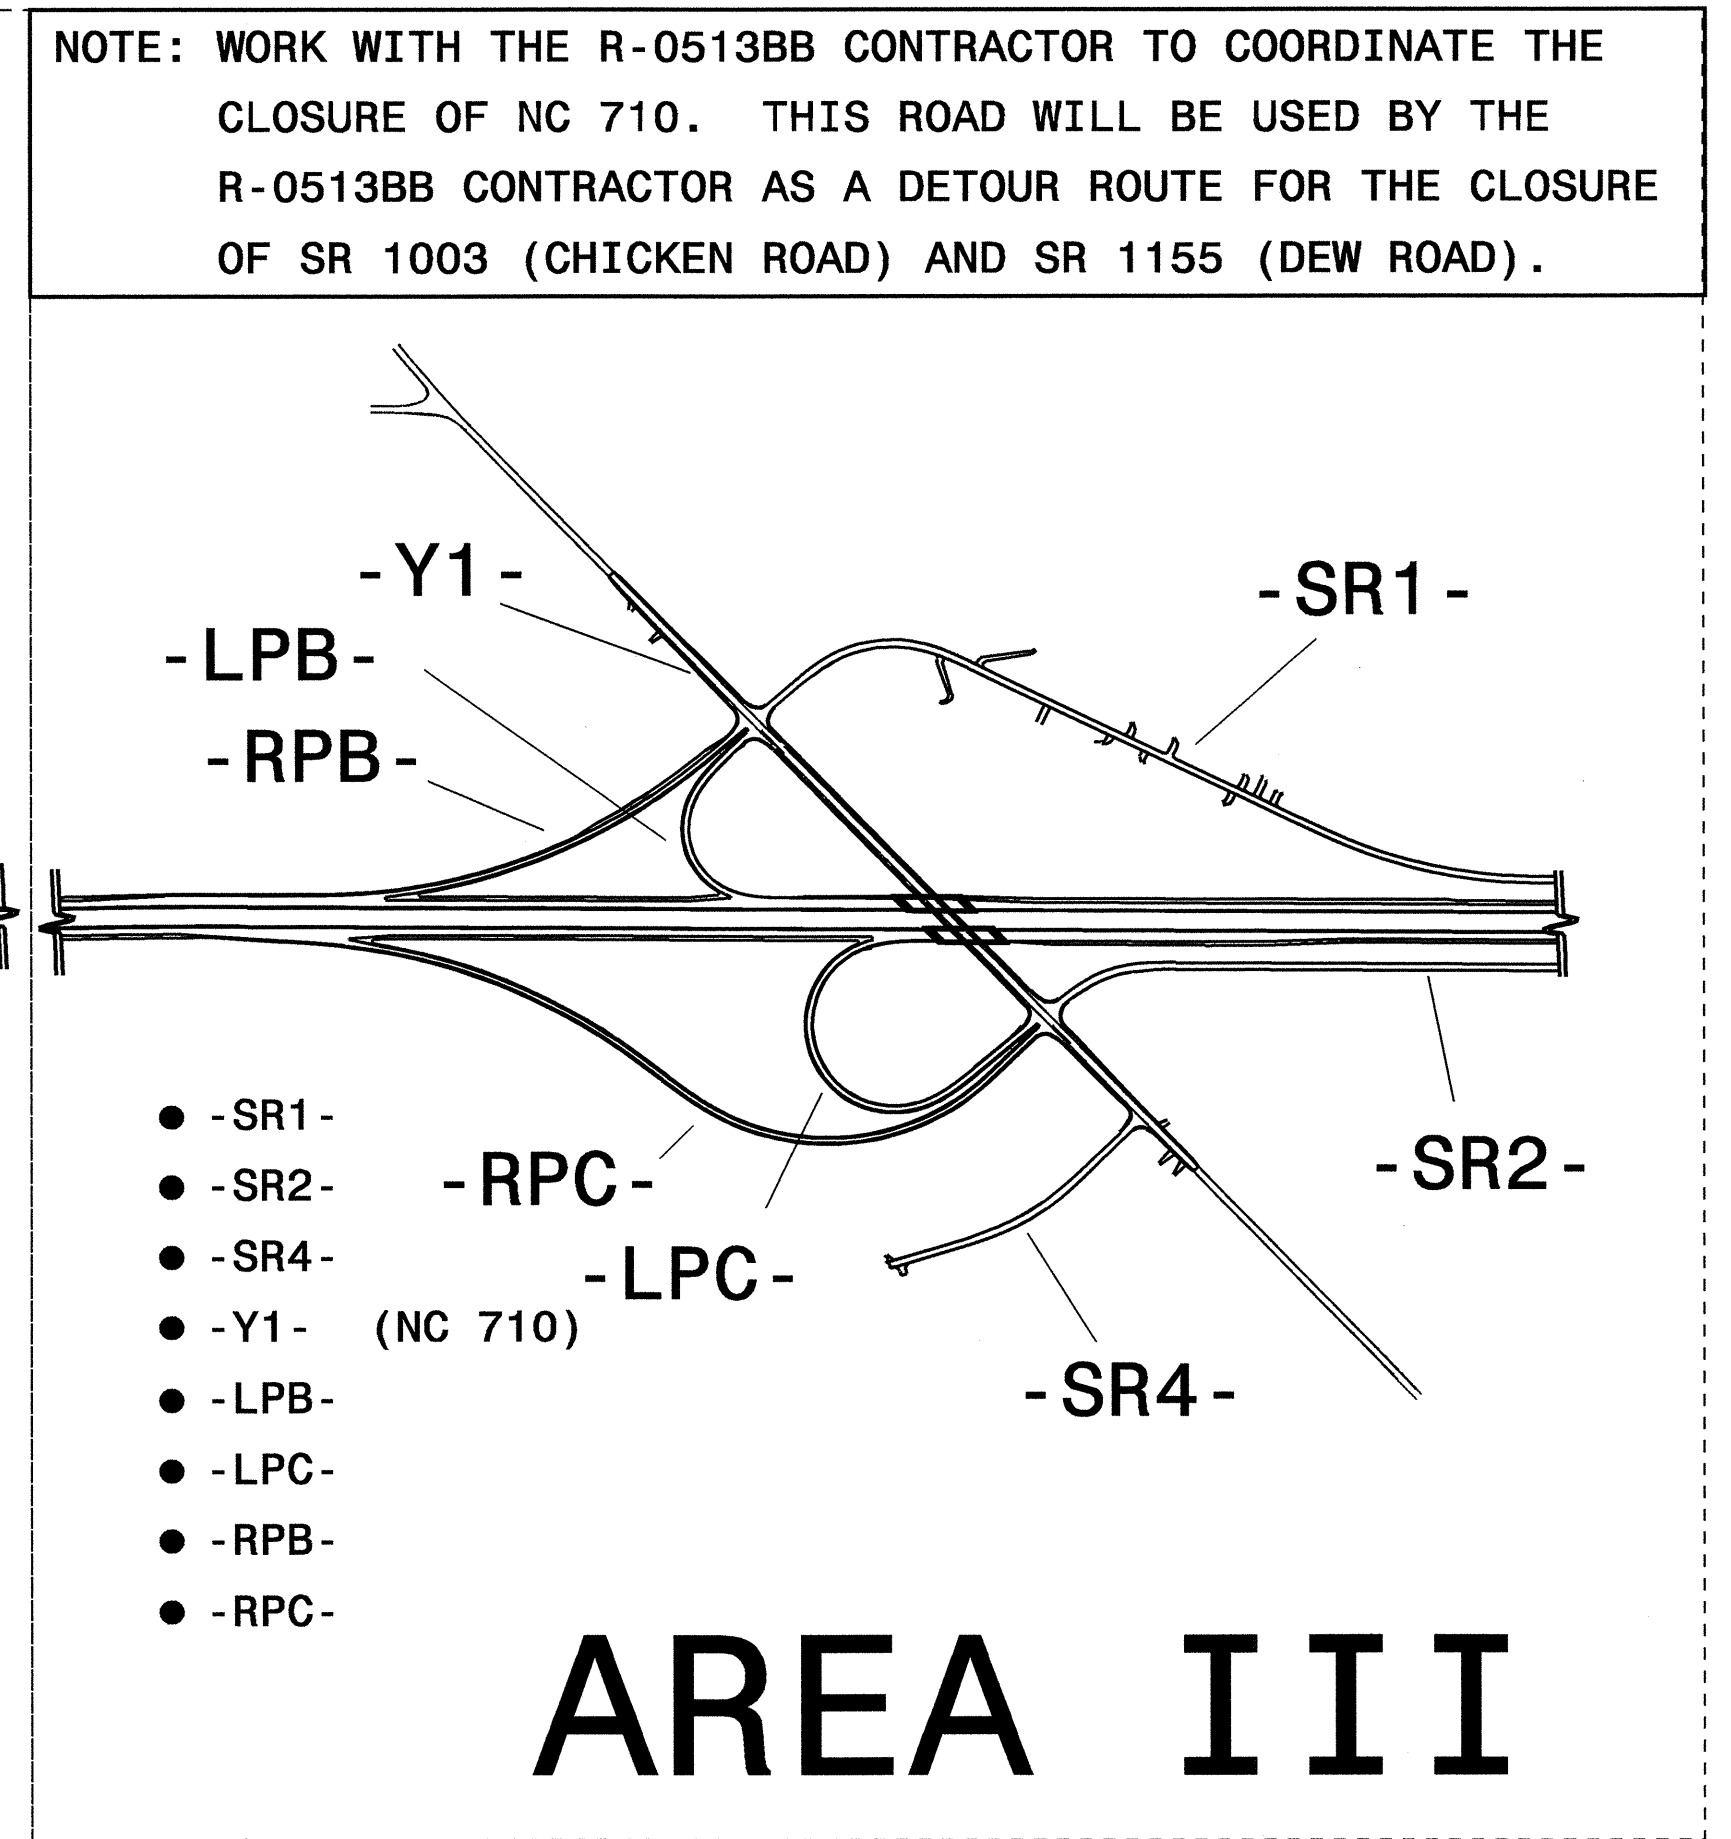 NOTE: WORK WITH THE R-0513BB CONTRACTOR TO COORDINATE THE
CLOSURE OF NC 710. THIS ROAD WILL BE USED BY THE
R-0513BB CONTRACTOR AS A DETOUR ROUTE FOR THE CLOSURE
OF SR 1003 (CHICKEN ROAD) AND SR 1155 (DEW ROAD).
-Y1-
-SR1-
-LPB-
-RPB-
-RPC-
-LPC-
-SR2-
-SR4-
● -SR1-
● -SR2-
● -SR4-
● -Y1- (NC 710)
● -LPB-
● -LPC-
● -RPB-
● -RPC-
AREA III